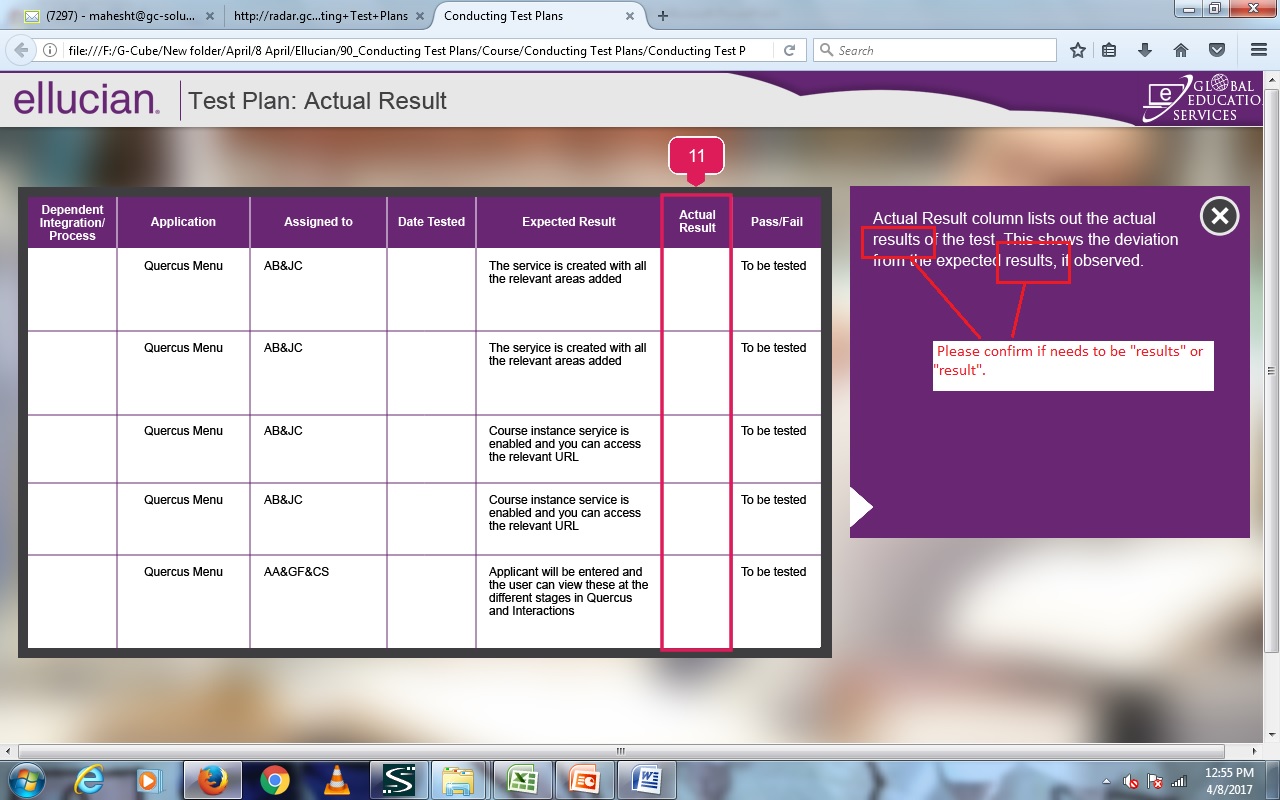 (7297) - mahesht@gc-solu...
http://radar.gc...ting+Test+Plans
Conducting Test Plans
file:///F:/G-Cube/New folder/April/8 April/Ellucian/90_Conducting Test Plans/Course/Conducting Test Plans/Conducting Test P
Search
ellucian.
Test Plan: Actual Result
GLOBAL
EDUCATIO
SERVICES
11
Dependent Integration/ Process
Application
Assigned to
Date Tested
Expected Result
Actual Result
Pass/Fail
Quercus Menu
AB&JC
The service is created with all
the relevant areas added
To be tested
Quercus Menu
AB&JC
The service is created with all
the relevant areas added
To be tested
Quercus Menu
AB&JC
Course instance service is
enabled and you can access
the relevant URL
To be tested
Quercus Menu
AB&JC
Course instance service is
enabled and you can access
the relevant URL
To be tested
Quercus Menu
AA&GF&CS
Applicant will be entered and
the user can view these at the
different stages in Quercus
and Interactions
To be tested
Actual Result column lists out the actual
results of the test. This shows the deviation
from the expected results, if observed.
Please confirm if needs to be "results" or
"result".
12:55 PM
4/8/2017